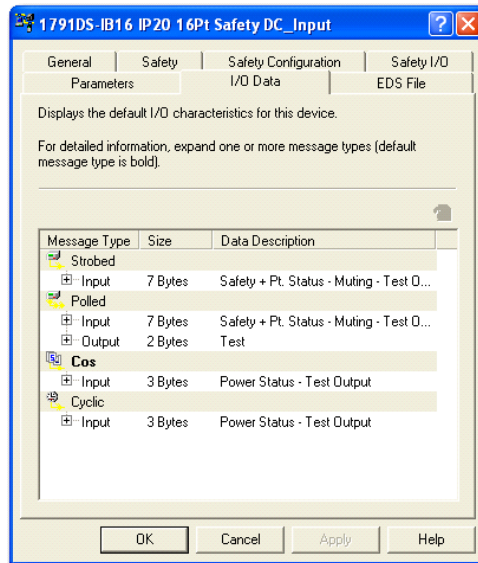 1791DS-IB16 IP20 16Pt Safety DC_Input
General Safety Safety Configuration Safety I/O
Parameters I/O Data EDS File
Displays the default I/O characteristics for this device.
For detailed information, expand one or more message types (default
message type is bold).
Message Type Size Data Description
Strobed
Input 7 Bytes Safety + Pt. Status - Muting - Test O...
Polled
Input 7 Bytes Safety + Pt. Status - Muting - Test O...
Output 2 Bytes Test
Cos
Input 3 Bytes Power Status - Test Output
Cyclic
Input 3 Bytes Power Status - Test Output
OK Cancel Apply Help